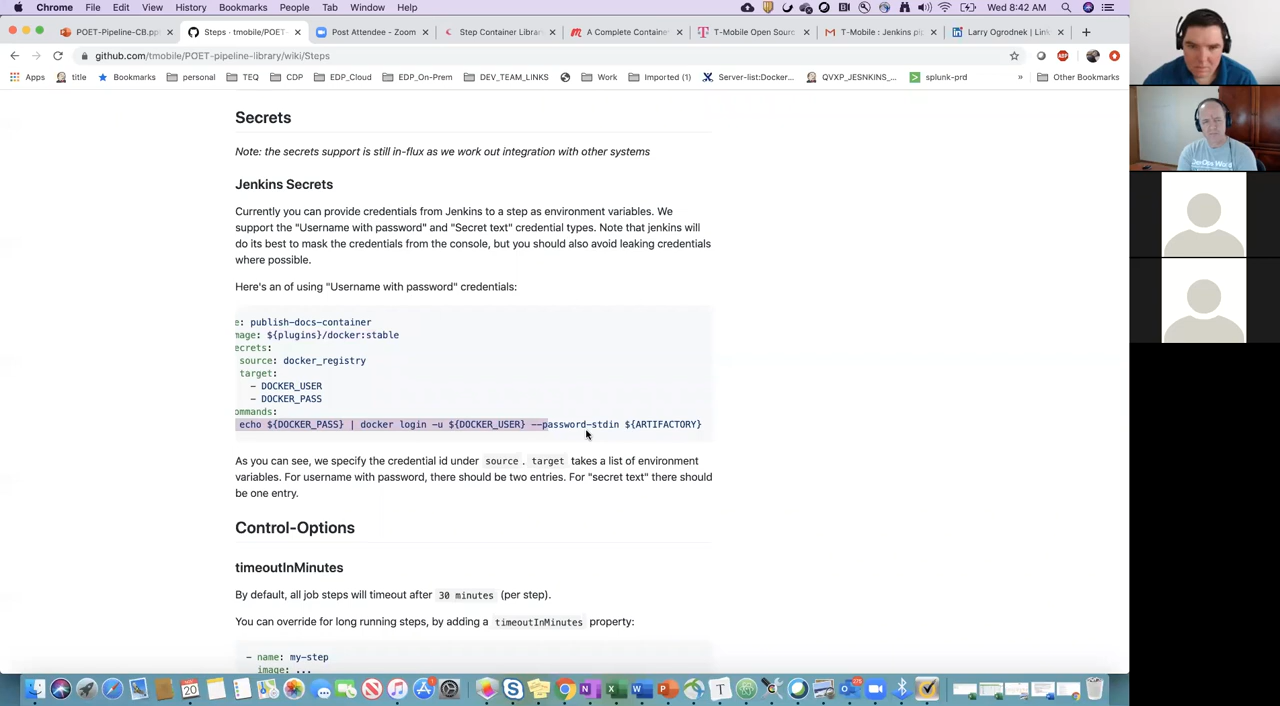 Chrome File Edit View History Bookmarks People Tab Window Help Wed 8:42 AM
POET-Pipeline-CB.pp
Steps · tmobile/POET-
Post Attendee - Zoom
Step Container Librar
A Complete Containe
T-Mobile Open Sourc
T-Mobile : Jenkins pl
Larry Ogrodnek | Link
github.com/tmobile/POET-pipeline-library/wiki/Steps
Apps title Bookmarks personal TEQ CDP EDP_Cloud EDP_On-Prem DEV_TEAM_LINKS Work Imported (1) Server-list:Docker... QVXP_JESNKINS_... splunk-prd » Other Bookmarks
Secrets
Note: the secrets support is still in-flux as we work out integration with other systems
Jenkins Secrets
Currently you can provide credentials from Jenkins to a step as environment variables. We
support the "Username with password" and "Secret text" credential types. Note that jenkins will
do its best to mask the credentials from the console, but you should also avoid leaking credentials
where possible.
Here's an of using "Username with password" credentials:
e: publish-docs-container
mage: ${plugins}/docker:stable
ecrets:
source: docker_registry
target:
- DOCKER_USER
- DOCKER_PASS
ommands:
echo ${DOCKER_PASS} | docker login -u ${DOCKER_USER} --password-stdin ${ARTIFACTORY}
As you can see, we specify the credential id under source . target takes a list of environment
variables. For username with password, there should be two entries. For "secret text" there should
be one entry.
Control-Options
timeoutInMinutes
By default, all job steps will timeout after 30 minutes (per step).
You can override for long running steps, by adding a timeoutInMinutes property:
- name: my-step
image: ...